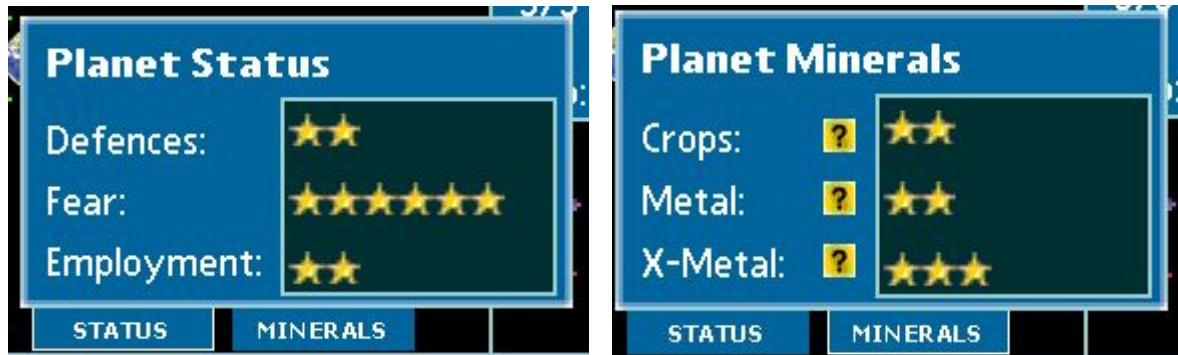 Planet Status
Defences:
Fear:
Employment:
STATUS MINERALS
Planet Minerals
Crops: ?
Metal: ?
X-Metal: ?
STATUS MINERALS